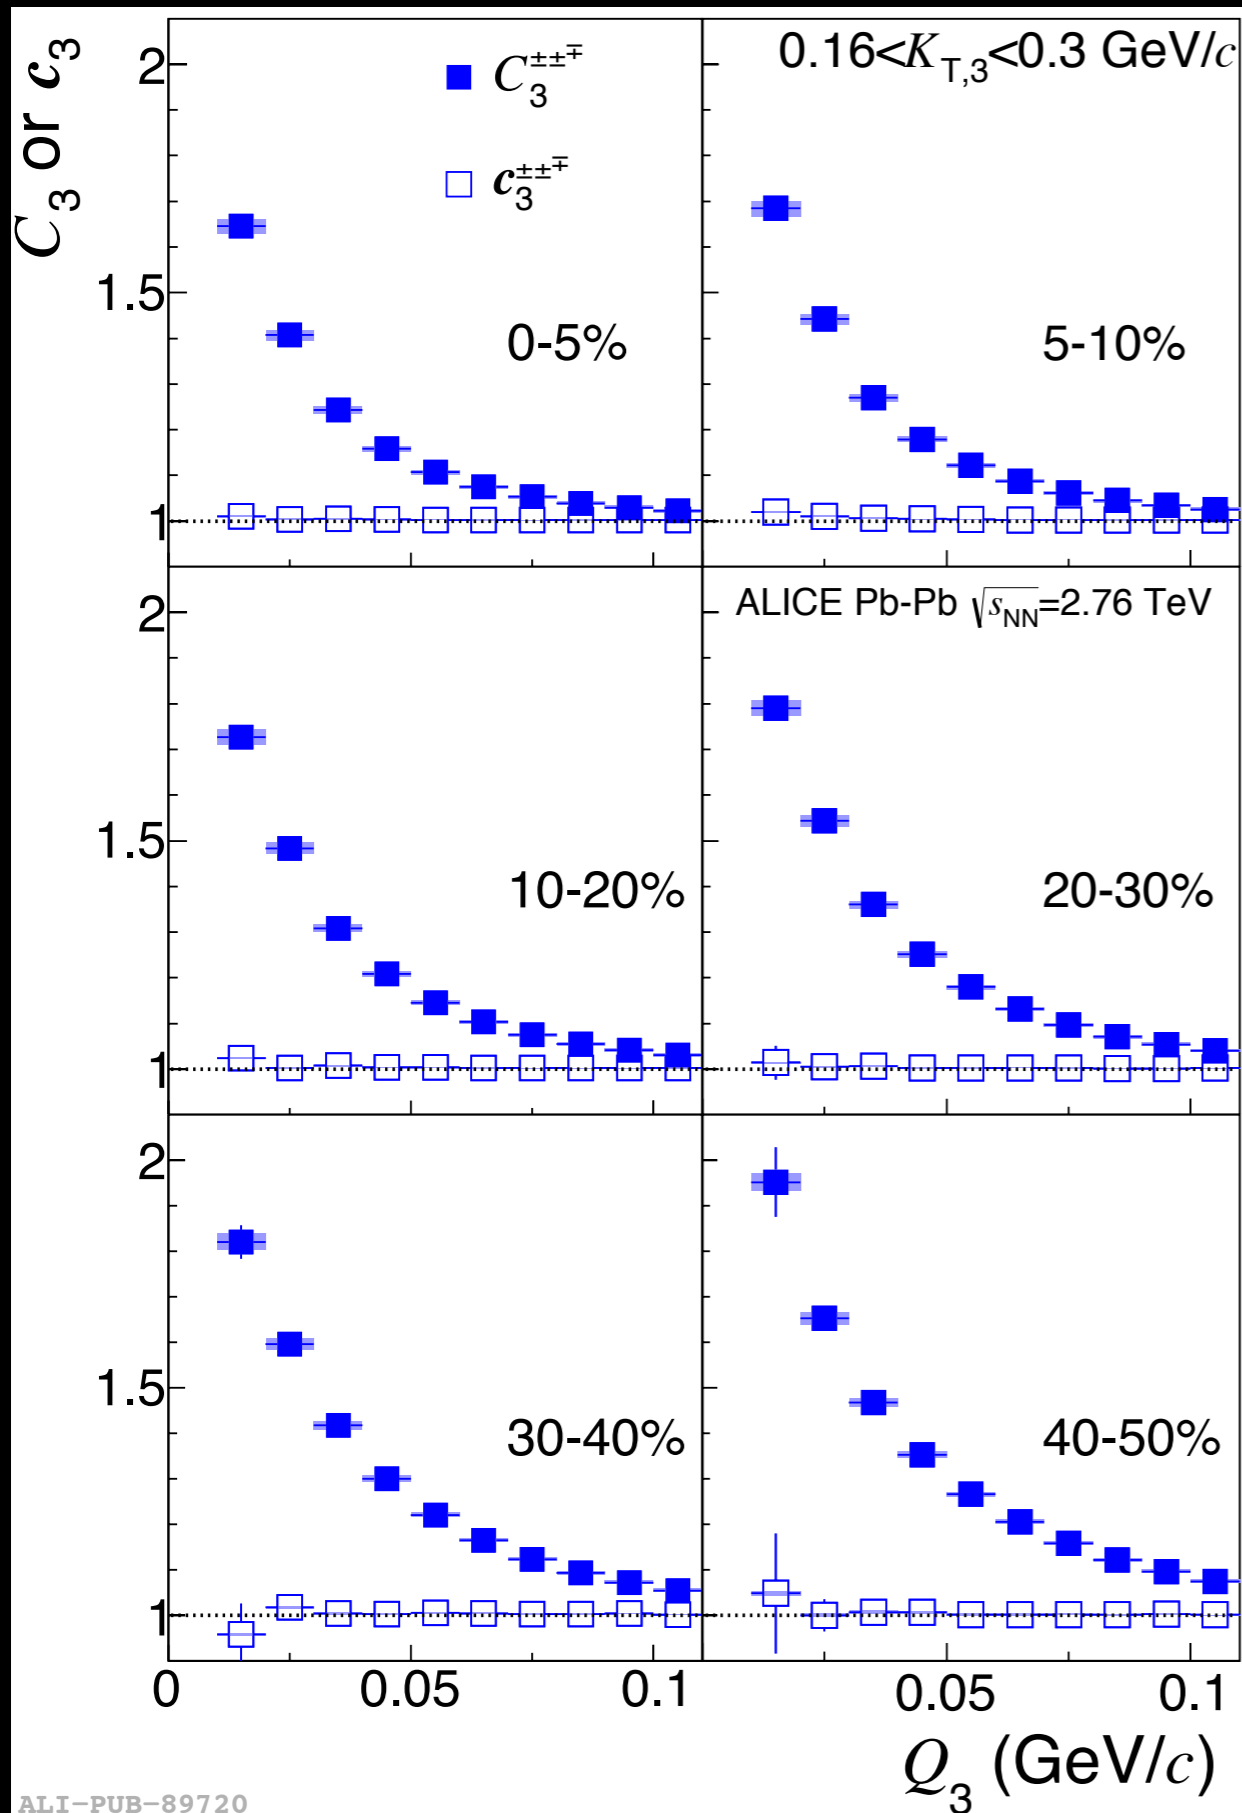 C₃ or c₃
2
1.5
1
C₃^±±∓
c₃^±±∓
0-5%
0.16<K_T,3<0.3 GeV/c
5-10%
2
1.5
1
10-20%
ALICE Pb-Pb √s_NN=2.76 TeV
20-30%
2
1.5
1
30-40%
40-50%
0 0.05 0.1
0.05 0.1
Q₃ (GeV/c)
ALI-PUB-89720